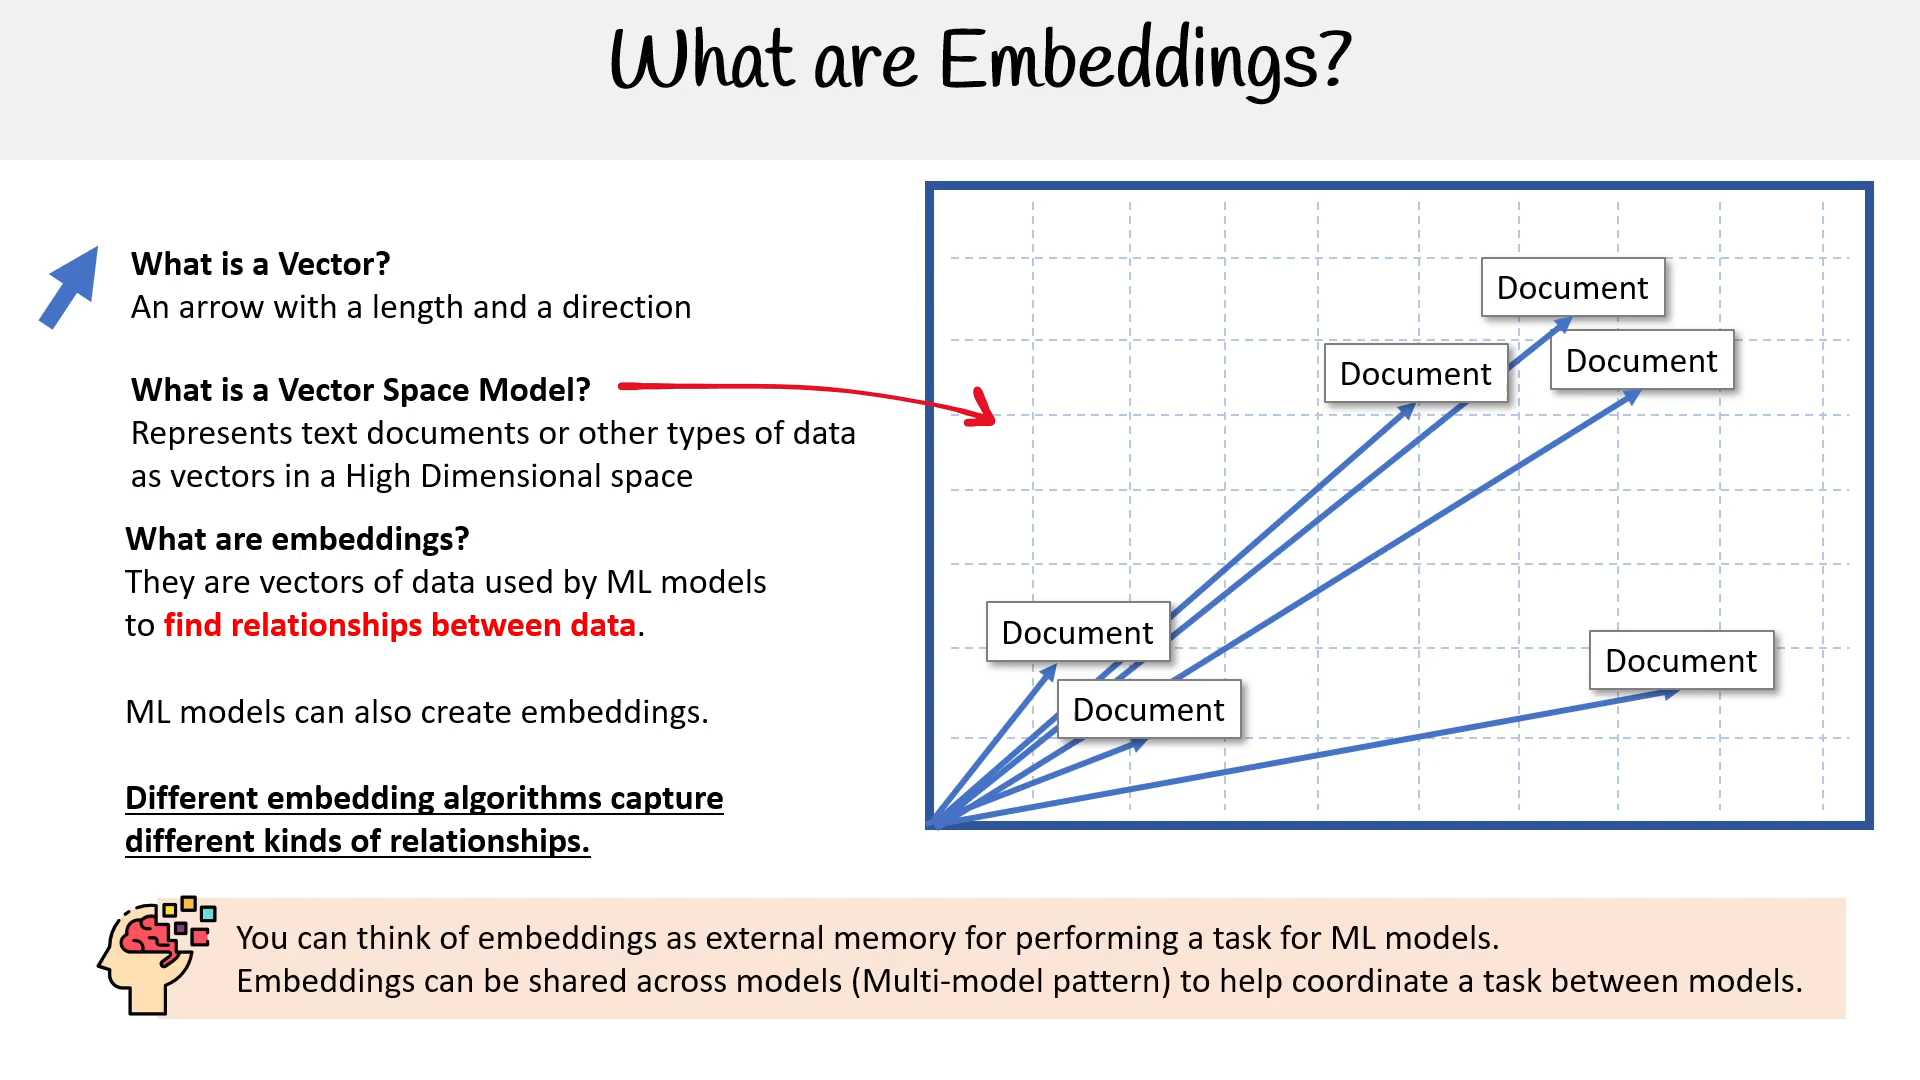 What are Embeddings?
What is a Vector?
An arrow with a length and a direction
What is a Vector Space Model?
Represents text documents or other types of data
as vectors in a High Dimensional space
What are embeddings?
They are vectors of data used by ML models
to find relationships between data.
ML models can also create embeddings.
Different embedding algorithms capture
different kinds of relationships.
Document
Document
Document
Document
Document
Document
You can think of embeddings as external memory for performing a task for ML models.
Embeddings can be shared across models (Multi-model pattern) to help coordinate a task between models.